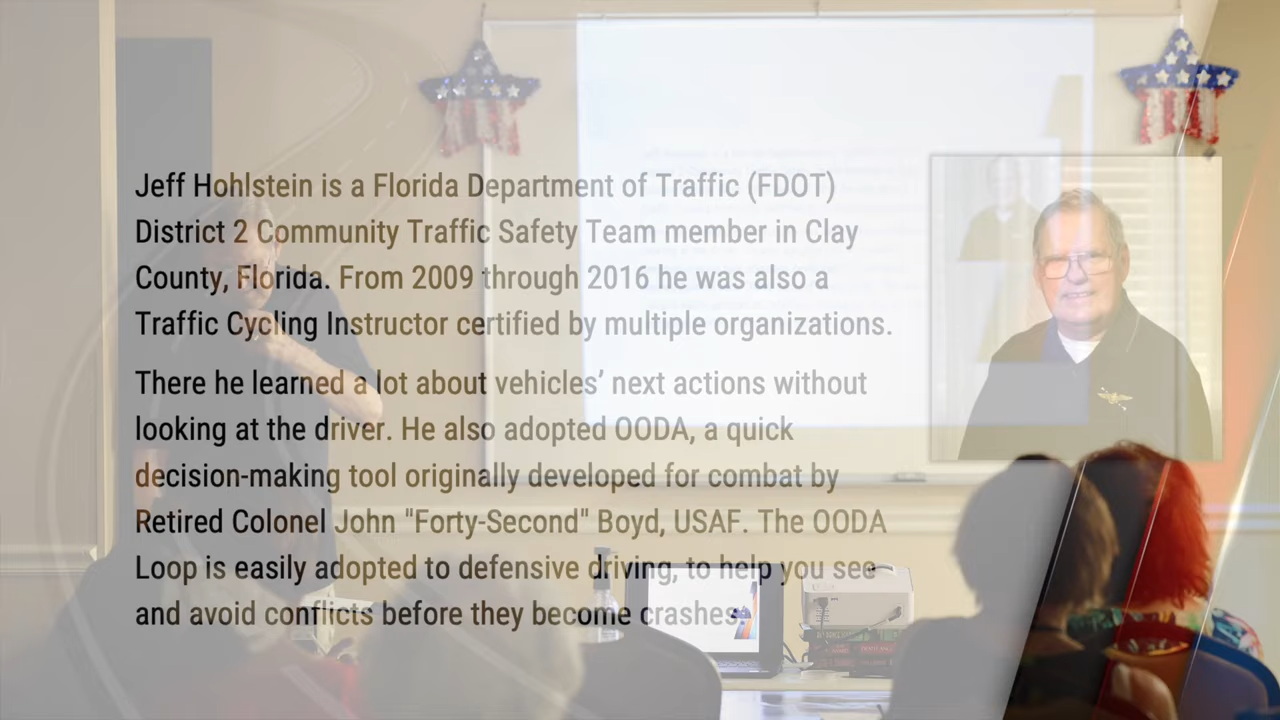 Jeff Hohlstein is a Florida Department of Traffic (FDOT)
District 2 Community Traffic Safety Team member in Clay
County, Florida. From 2009 through 2016 he was also a
Traffic Cycling Instructor certified by multiple organizations.
There he learned a lot about vehicles’ next actions without
looking at the driver. He also adopted OODA, a quick
decision-making tool originally developed for combat by
Retired Colonel John "Forty-Second" Boyd, USAF. The OODA
Loop is easily adopted to defensive driving, to help you see
and avoid conflicts before they become crashes.